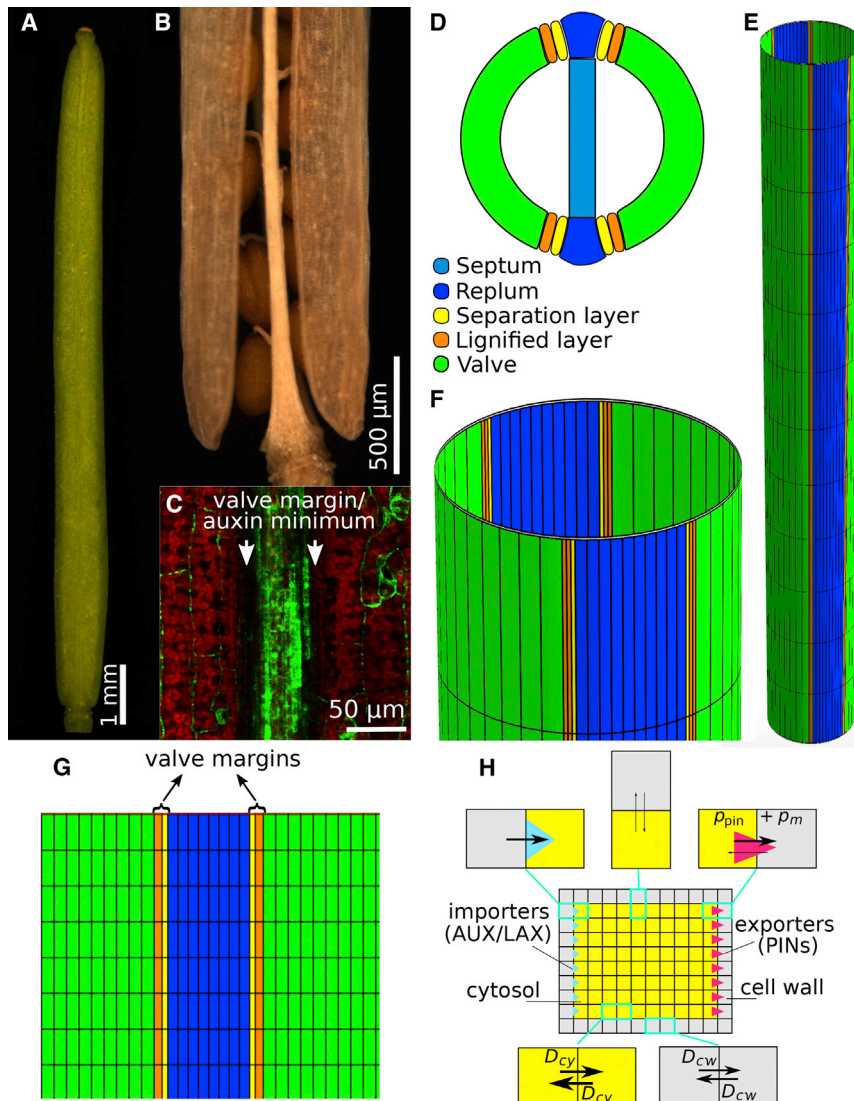 A
B
D
E
500 µm
Septum
Replum
Separation layer
Lignified layer
Valve
F
C
valve margin/
auxin minimum
50 µm
1 mm
G
valve margins
H
p_pin + p_m
importers
(AUX/LAX)
exporters
(PINs)
cytosol
cell wall
D_cy
D_cy
D_cw
D_cw